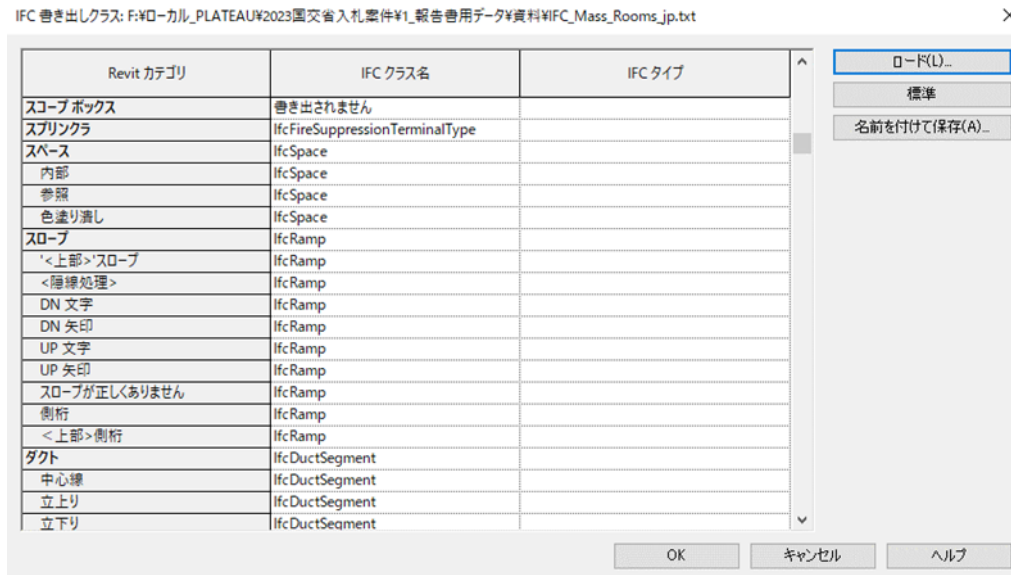 IFC 書き出しクラス: F:¥ローカル_PLATEAU¥2023国交省入札案件¥1_報告書用データ¥資料¥IFC_Mass_Rooms_jp.txt
Revit カテゴリ IFC クラス名 IFC タイプ
スコープ ボックス 書き出されません
スプリンクラ IfcFireSuppressionTerminalType
スペース IfcSpace
内部 IfcSpace
参照 IfcSpace
色塗り潰し IfcSpace
スロープ IfcRamp
'<上部>'スロープ IfcRamp
<隠線処理> IfcRamp
DN 文字 IfcRamp
DN 矢印 IfcRamp
UP 文字 IfcRamp
UP 矢印 IfcRamp
スロープが正しくありません IfcRamp
側桁 IfcRamp
<上部>側桁 IfcRamp
ダクト IfcDuctSegment
中心線 IfcDuctSegment
立上り IfcDuctSegment
立下り IfcDuctSegment
ロード(L)...
標準
名前を付けて保存(A)...
OK キャンセル ヘルプ